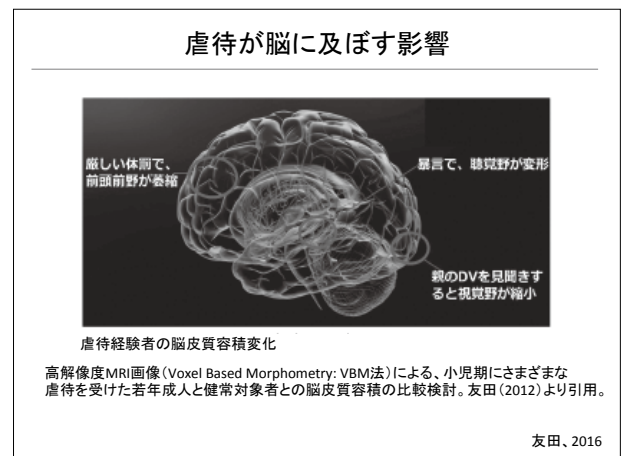 虐待が脳に及ぼす影響
厳しい体罰で、
前頭前野が萎縮
暴言で、聴覚野が変形
親のDVを見聞きす
ると視覚野が縮小
虐待経験者の脳皮質容積変化
高解像度MRI画像（Voxel Based Morphometry: VBM法）による、小児期にさまざまな
虐待を受けた若年成人と健常対象者との脳皮質容積の比較検討。友田（2012）より引用。
友田、2016